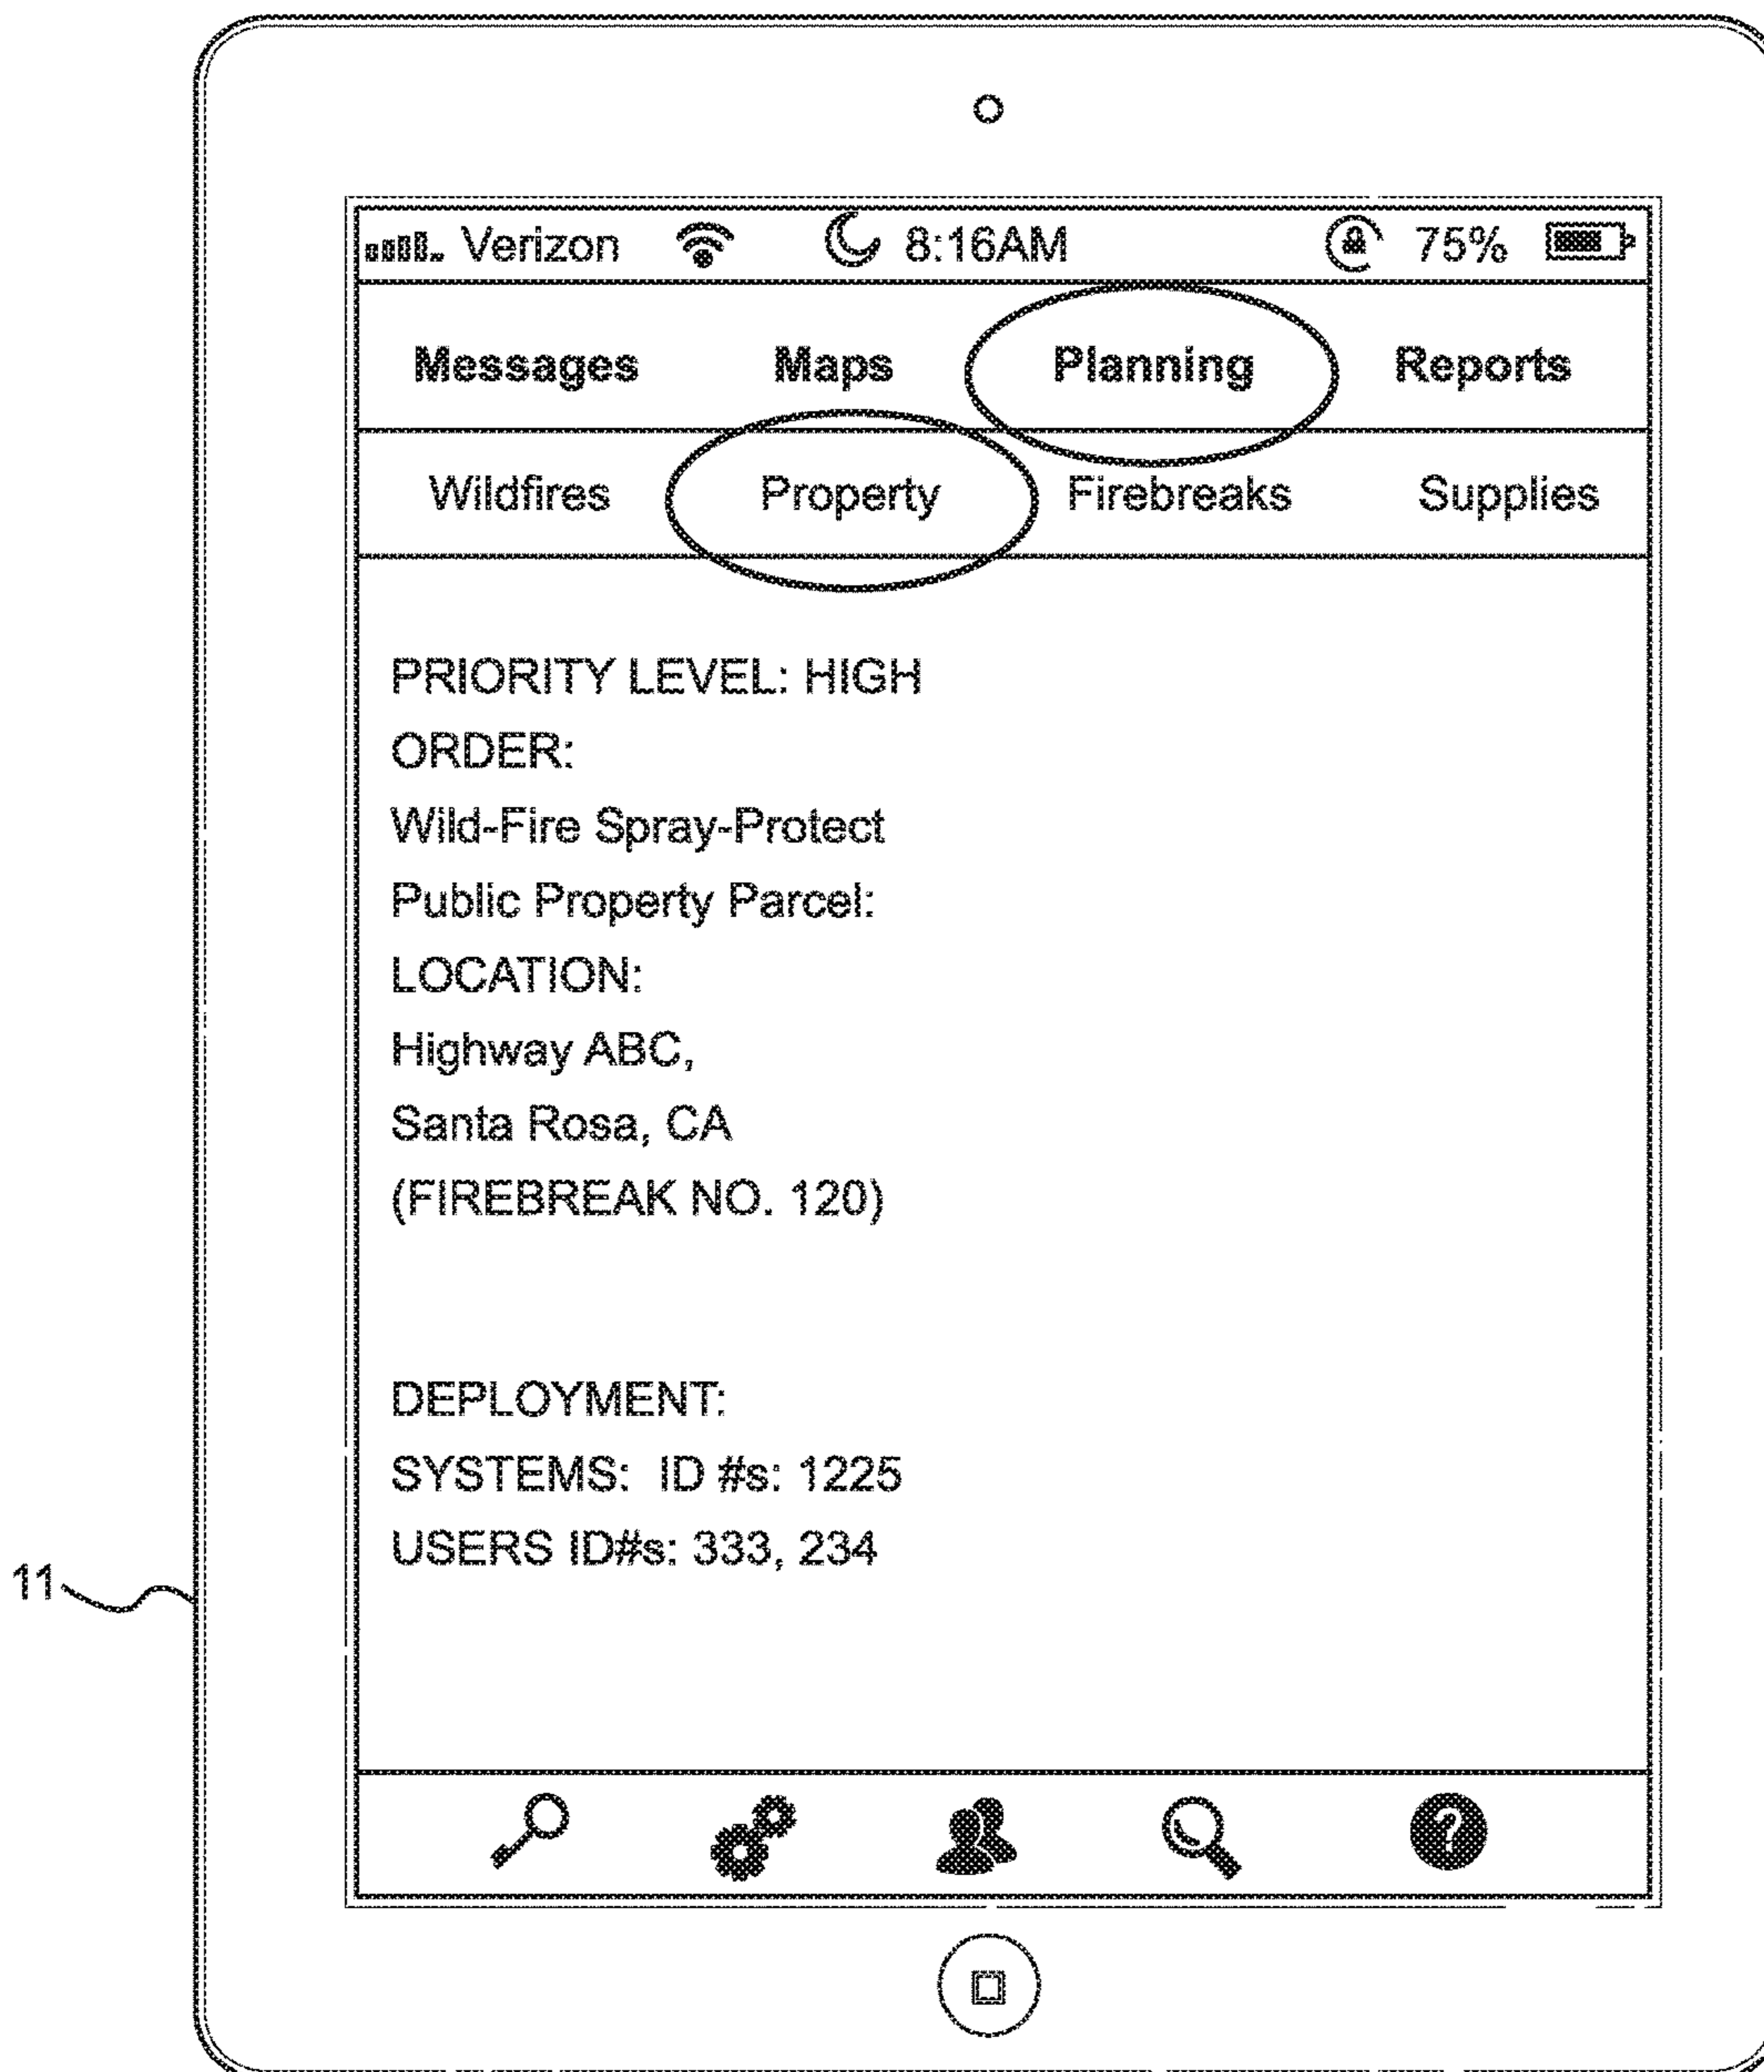 Verizon 8:16AM 75%
Messages Maps Planning Reports
Wildfires Property Firebreaks Supplies
PRIORITY LEVEL: HIGH
ORDER:
Wild-Fire Spray-Protect
Public Property Parcel:
LOCATION:
Highway ABC,
Santa Rosa, CA
(FIREBREAK NO. 120)
DEPLOYMENT:
SYSTEMS: ID #s: 1225
USERS ID#s: 333, 234
11
?